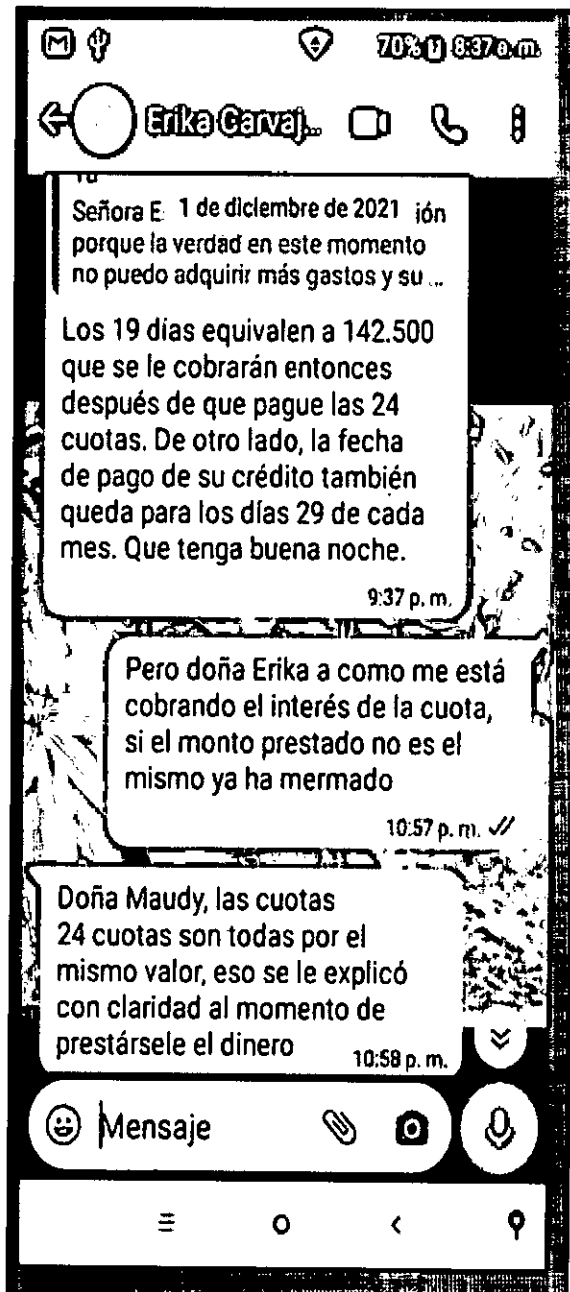 70% 8:37 a. m.
Erika Carvaj...
Tú
Señora E 1 de diciembre de 2021 ión
porque la verdad en este momento
no puedo adquirir más gastos y su ...
Los 19 días equivalen a 142.500
que se le cobrarán entonces
después de que pague las 24
cuotas. De otro lado, la fecha
de pago de su crédito también
queda para los días 29 de cada
mes. Que tenga buena noche.
9:37 p. m.
Pero doña Erika a como me está
cobrando el interés de la cuota,
si el monto prestado no es el
mismo ya ha mermado
10:57 p. m.
Doña Maudy, las cuotas
24 cuotas son todas por el
mismo valor, eso se le explicó
con claridad al momento de
prestársele el dinero
10:58 p. m.
Mensaje